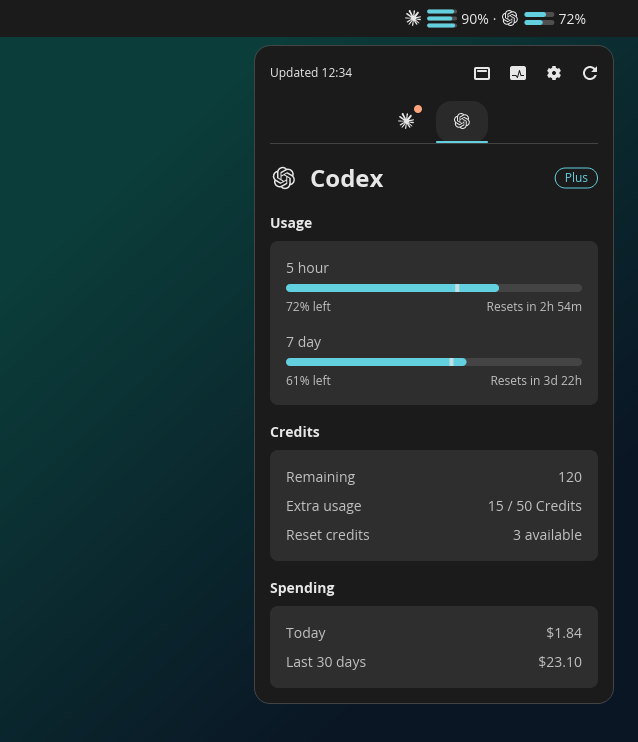 90% · 72%
Updated 12:34
Codex
Plus
Usage
5 hour
72% left Resets in 2h 54m
7 day
61% left Resets in 3d 22h
Credits
Remaining 120
Extra usage 15 / 50 Credits
Reset credits 3 available
Spending
Today $1.84
Last 30 days $23.10